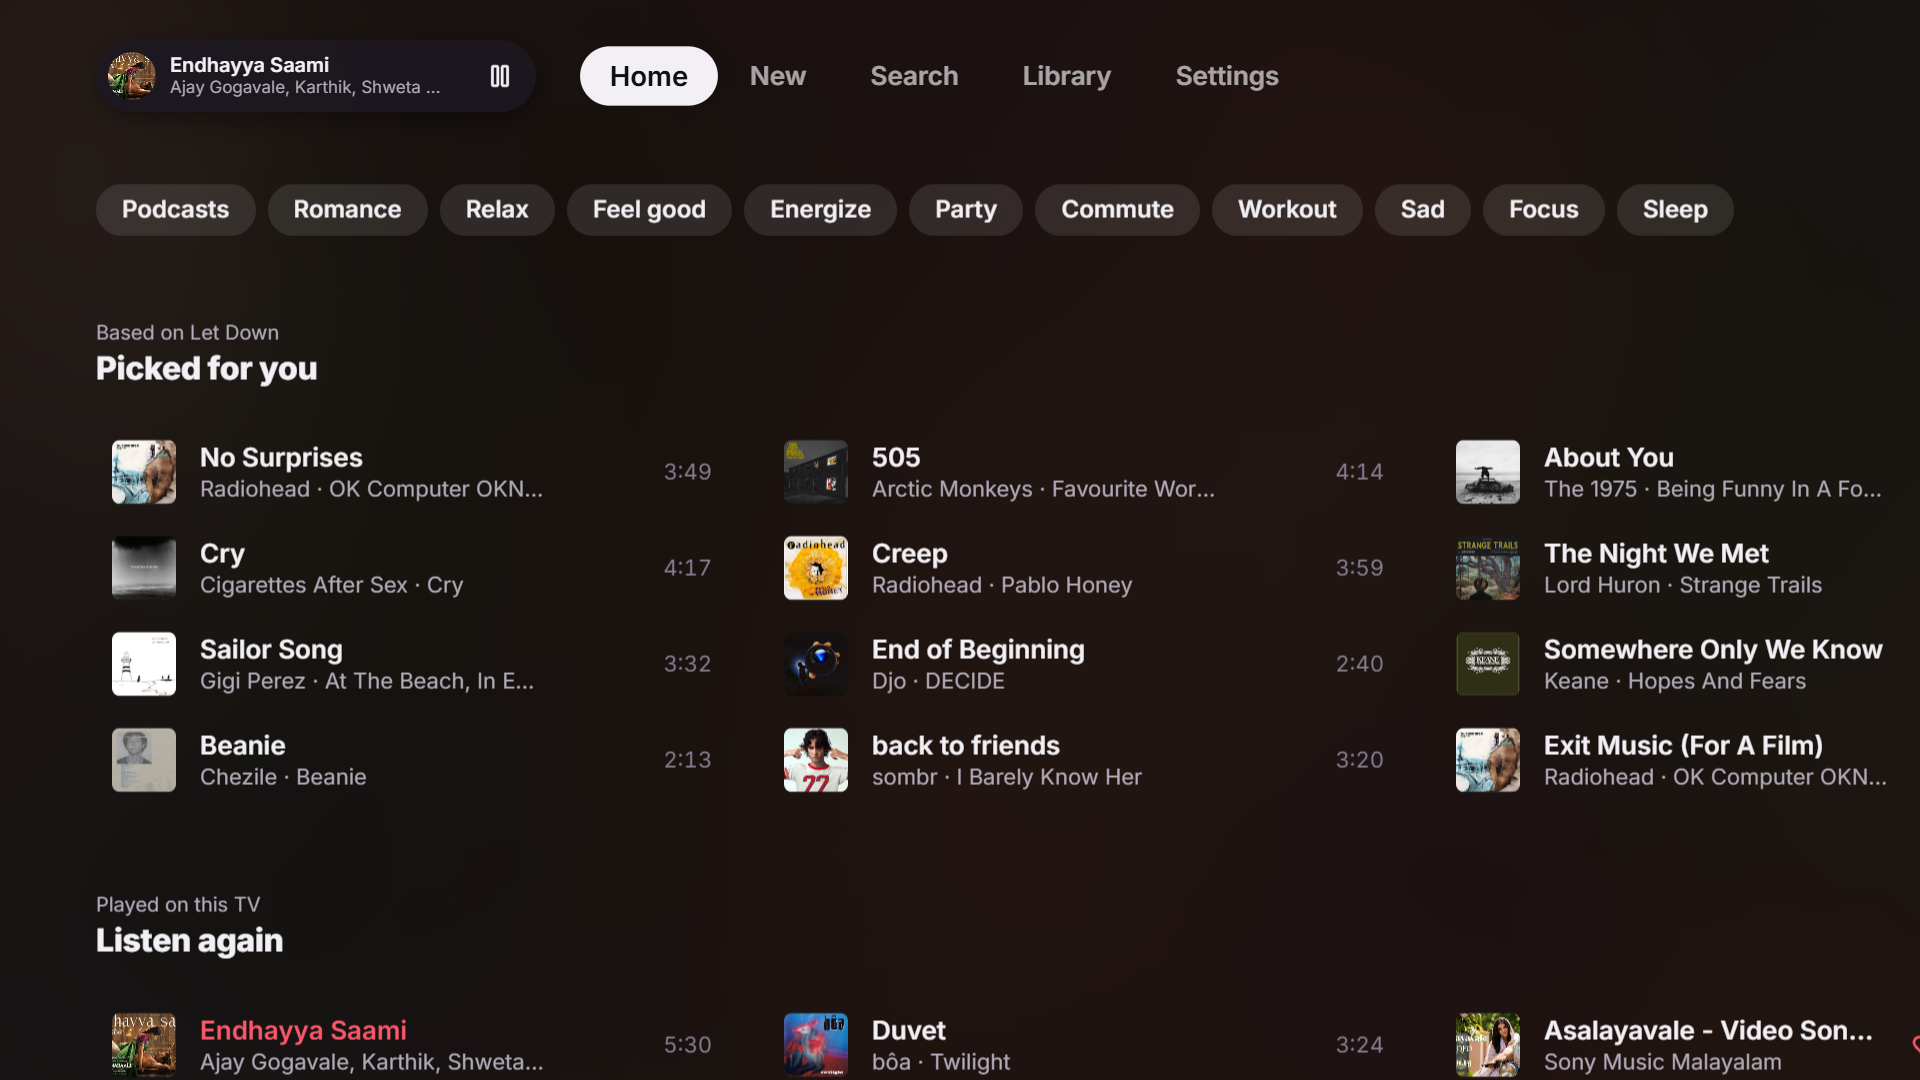 Endhayya Saami
Ajay Gogavale, Karthik, Shweta ...
Home
New
Search
Library
Settings
Podcasts
Romance
Relax
Feel good
Energize
Party
Commute
Workout
Sad
Focus
Sleep
Based on Let Down
Picked for you
No Surprises
Radiohead · OK Computer OKN...
3:49
505
Arctic Monkeys · Favourite Wor...
4:14
About You
The 1975 · Being Funny In A Fo...
Cry
Cigarettes After Sex · Cry
4:17
radiohead
Creep
Radiohead · Pablo Honey
3:59
STRANGE TRAILS
The Night We Met
Lord Huron · Strange Trails
Sailor Song
Gigi Perez · At The Beach, In E...
3:32
End of Beginning
Djo · DECIDE
2:40
KEANE
Somewhere Only We Know
Keane · Hopes And Fears
Beanie
Chezile · Beanie
2:13
22
back to friends
sombr · I Barely Know Her
3:20
Exit Music (For A Film)
Radiohead · OK Computer OKN...
Played on this TV
Listen again
Endhayya Saami
Ajay Gogavale, Karthik, Shweta...
5:30
bôa
Duvet
bôa · Twilight
3:24
Asalayavale - Video Son...
Sony Music Malayalam